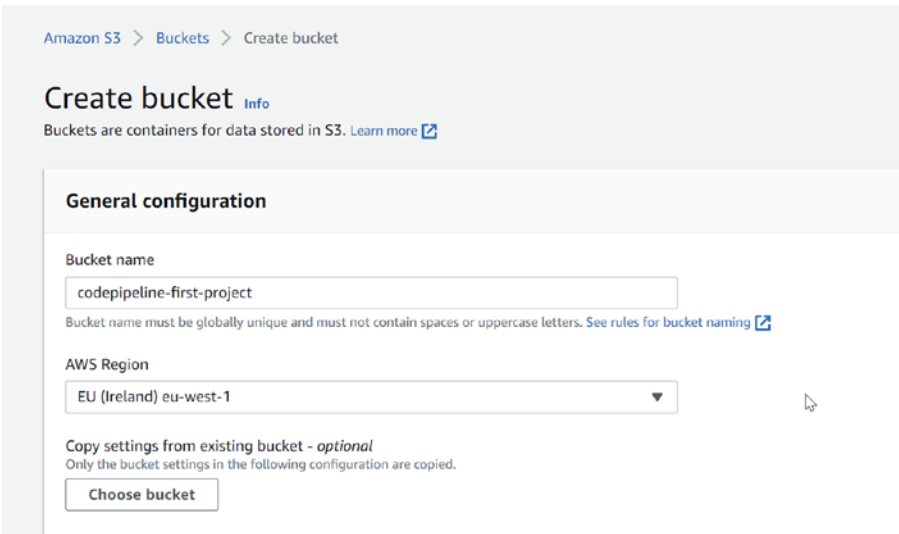 Amazon S3 > Buckets > Create bucket
Create bucket Info
Buckets are containers for data stored in S3. Learn more
General configuration
Bucket name
codepipeline-first-project
Bucket name must be globally unique and must not contain spaces or uppercase letters. See rules for bucket naming
AWS Region
EU (Ireland) eu-west-1
Copy settings from existing bucket - optional
Only the bucket settings in the following configuration are copied.
Choose bucket